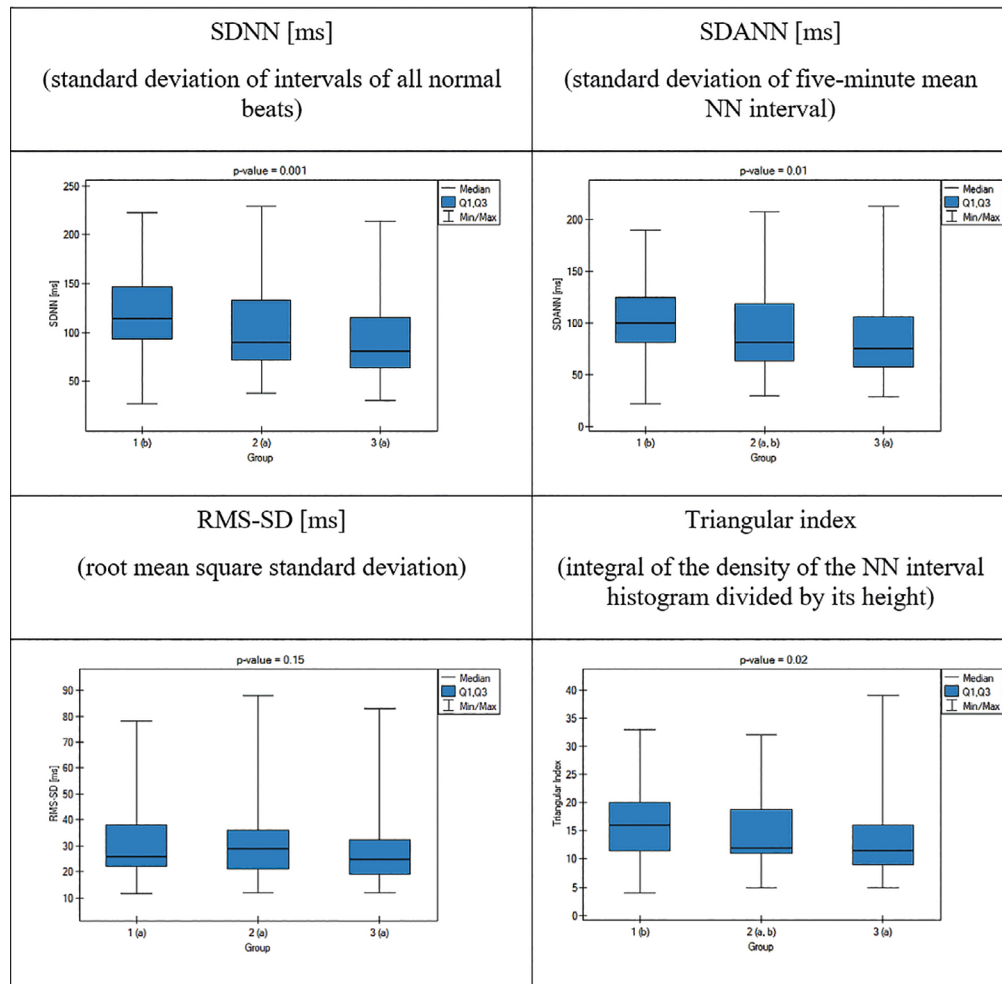 SDNN [ms]
(standard deviation of intervals of all normal
beats)
SDANN [ms]
(standard deviation of five-minute mean
NN interval)
p-value = 0.001
250
200
150
100
50
SDNN [ms]
1 (b)
2 (a)
3 (a)
Group
Median
Q1,Q3
Min/Max
p-value = 0.01
200
150
100
50
0
SDANN [ms]
1 (b)
2 (a, b)
3 (a)
Group
Median
Q1,Q3
Min/Max
RMS-SD [ms]
(root mean square standard deviation)
Triangular index
(integral of the density of the NN interval
histogram divided by its height)
p-value = 0.15
90
80
70
60
50
40
30
20
10
RMS-SD [ms]
1 (a)
2 (a)
3 (a)
Group
Median
Q1,Q3
Min/Max
p-value = 0.02
40
35
30
25
20
15
10
5
0
Triangular Index
1 (b)
2 (a, b)
3 (a)
Group
Median
Q1,Q3
Min/Max